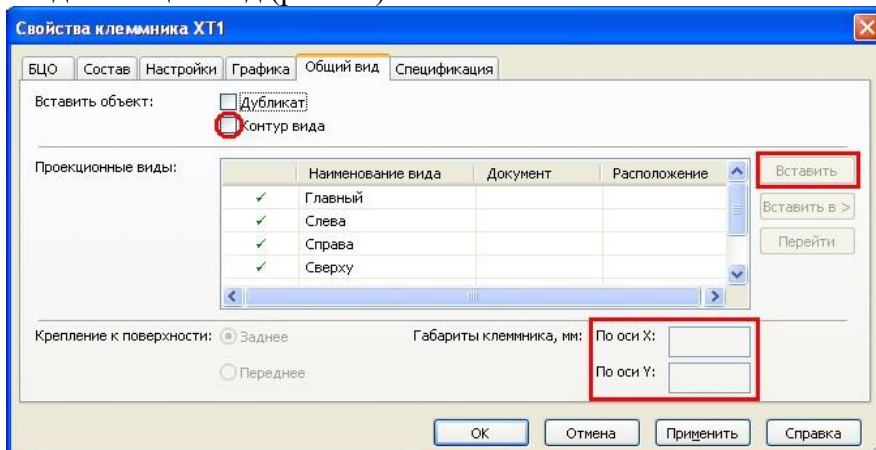 Свойства клеммника XT1
БЦО Состав Настройки Графика Общий вид Спецификация
Вставить объект: Дубликат
Контур вида
Проекционные виды: Наименование вида Документ Расположение Вставить
Главный
Слева Вставить в >
Справа Перейти
Сверху
Крепление к поверхности: Заднее Габариты клеммника, мм: По оси X:
Переднее По оси Y:
ОК Отмена Применить Справка